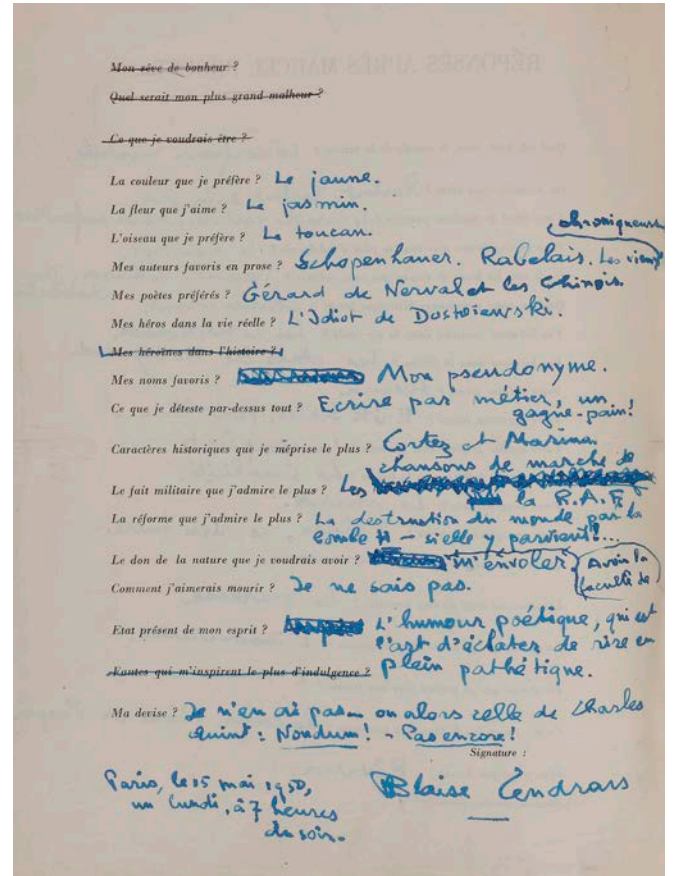 Mon rêve de bonheur ?
Quel serait mon plus grand malheur ?
Ce que je voudrais être ?
La couleur que je préfère ? Le jaune.
La fleur que j'aime ? Le jasmin.
L'oiseau que je préfère ? Le toucan.
chroniqueurs
Mes auteurs favoris en prose ? Schopenhauer. Rabelais. Les vieux
Mes poètes préférés ? Gérard de Nerval et les Chinois.
Mes héros dans la vie réelle ? L'Idiot de Dostoïewski.
Mes héroïnes dans l'histoire ?
Mes noms favoris ? Mon pseudonyme.
Ce que je déteste par-dessus tout ? Ecrire par métier, un
gagne-pain!
Caractères historiques que je méprise le plus ? Cortez et Marina.
chansons de marche de
Le fait militaire que j'admire le plus ? Les
la R.A.F.
La réforme que j'admire le plus ? La destruction du monde par la
bombe H – si elle y parvient!...
Le don de la nature que je voudrais avoir ? m'envoler. Avoir la
faculté de
Comment j'aimerais mourir ? Je ne sais pas.
Etat présent de mon esprit ? L'humour poétique, qui est
l'art d'éclater de rire en
Fautes qui m'inspirent le plus d'indulgence ? plein pathétique.
Ma devise ? Je n'en ai pas – ou alors celle de Charles
Quint : Nondum! – Pas encore!
Signature :
Paris, le 15 mai 1950, Blaise Cendrars
un lundi, à 7 heures
du soir.